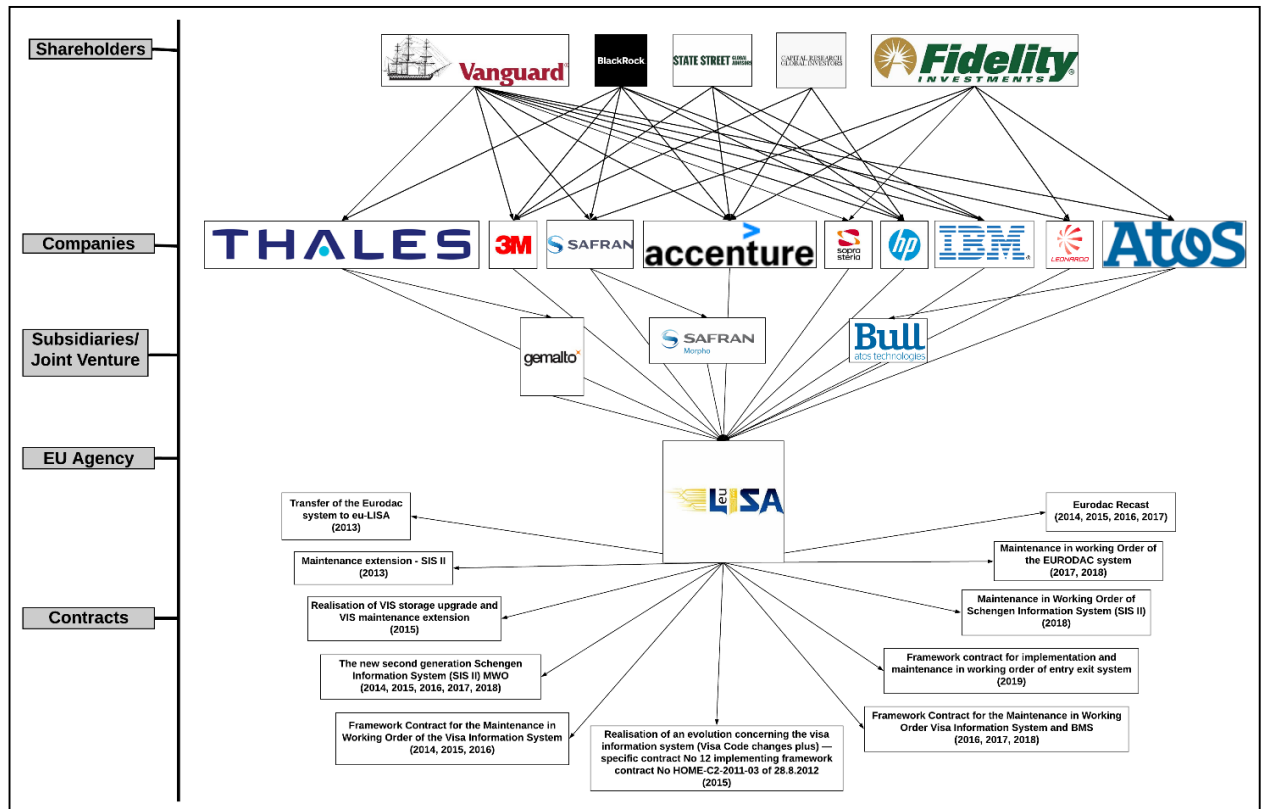 Shareholders
Vanguard®
BlackRock.
STATE STREET GLOBAL ADVISORS
CAPITAL RESEARCH
GLOBAL INVESTORS
Fidelity®
INVESTMENTS
Companies
THALES
3M
SAFRAN
accenture
sopra
steria
hp
IBM®
LEONARDO
Atos
Subsidiaries/
Joint Venture
gemalto
SAFRAN
Morpho
Bull
atos technologies
EU Agency
eu LISA
Contracts
Transfer of the Eurodac
system to eu-LISA
(2013)
Eurodac Recast
(2014, 2015, 2016, 2017)
Maintenance extension - SIS II
(2013)
Maintenance in working Order of
the EURODAC system
(2017, 2018)
Realisation of VIS storage upgrade and
VIS maintenance extension
(2015)
Maintenance in Working Order of
Schengen Information System (SIS II)
(2018)
The new second generation Schengen
Information System (SIS II) MWO
(2014, 2015, 2016, 2017, 2018)
Framework contract for implementation and
maintenance in working order of entry exit system
(2019)
Framework Contract for the Maintenance in
Working Order of the Visa Information System
(2014, 2015, 2016)
Realisation of an evolution concerning the visa
information system (Visa Code changes plus) —
specific contract No 12 implementing framework
contract No HOME-C2-2011-03 of 28.8.2012
(2015)
Framework Contract for the Maintenance in Working
Order Visa Information System and BMS
(2016, 2017, 2018)